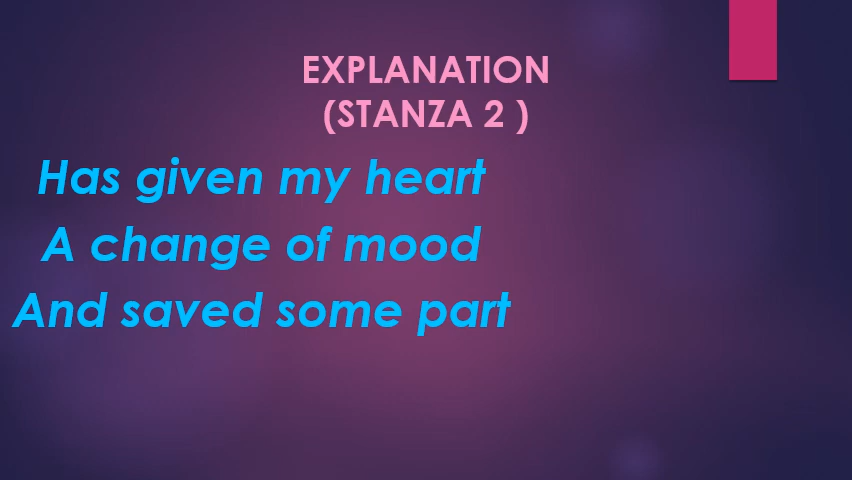 EXPLANATION
(STANZA 2 )
Has given my heart
A change of mood
And saved some part